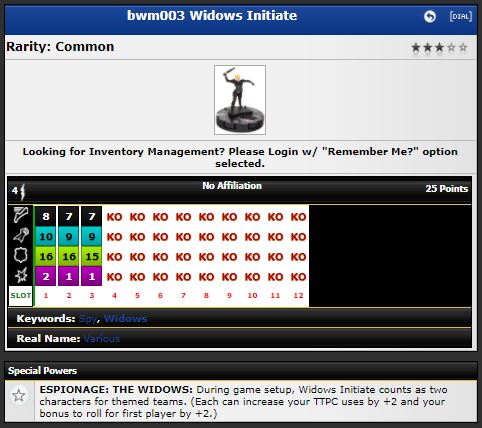 bwm003 Widows Initiate
[DIAL]
Rarity: Common
Looking for Inventory Management? Please Login w/ "Remember Me?" option
selected.
4
No Affiliation
25 Points
8 7 7 KO KO KO KO KO KO KO KO KO
10 9 9 KO KO KO KO KO KO KO KO KO
16 16 15 KO KO KO KO KO KO KO KO KO
2 1 1 KO KO KO KO KO KO KO KO KO
SLOT 1 2 3 4 5 6 7 8 9 10 11 12
Keywords: Spy, Widows
Real Name: Various
Special Powers
ESPIONAGE: THE WIDOWS: During game setup, Widows Initiate counts as two
characters for themed teams. (Each can increase your TTPC uses by +2 and your
bonus to roll for first player by +2.)